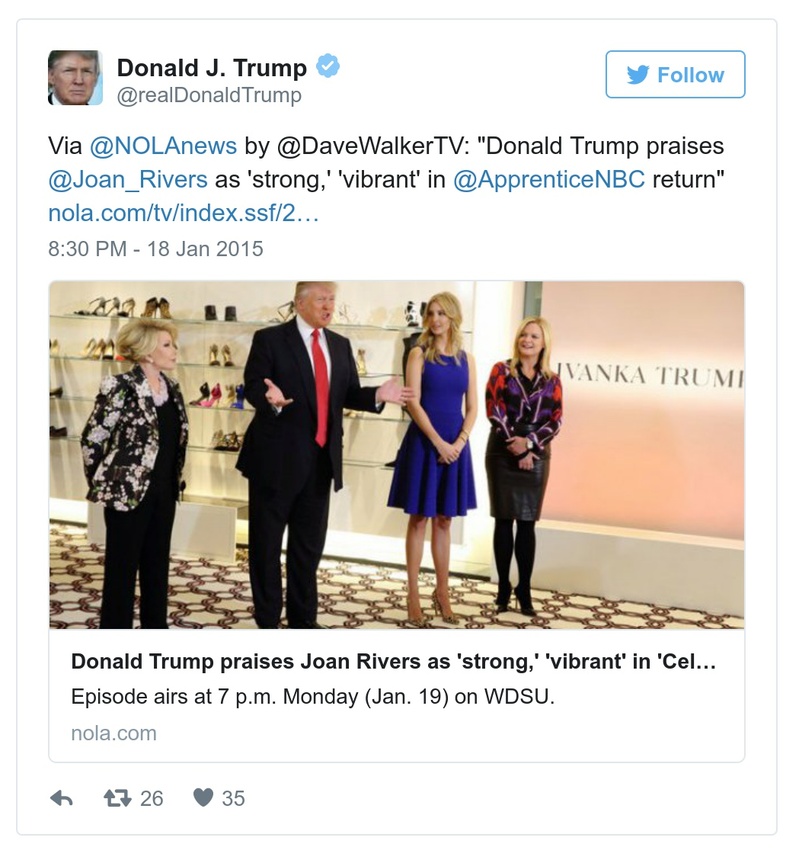 Donald J. Trump
@realDonaldTrump
Follow
Via @NOLAnews by @DaveWalkerTV: "Donald Trump praises
@Joan_Rivers as 'strong,' 'vibrant' in @ApprenticeNBC return"
nola.com/tv/index.ssf/2…
8:30 PM - 18 Jan 2015
IVANKA TRUM
Donald Trump praises Joan Rivers as 'strong,' 'vibrant' in 'Cel...
Episode airs at 7 p.m. Monday (Jan. 19) on WDSU.
nola.com
26 35